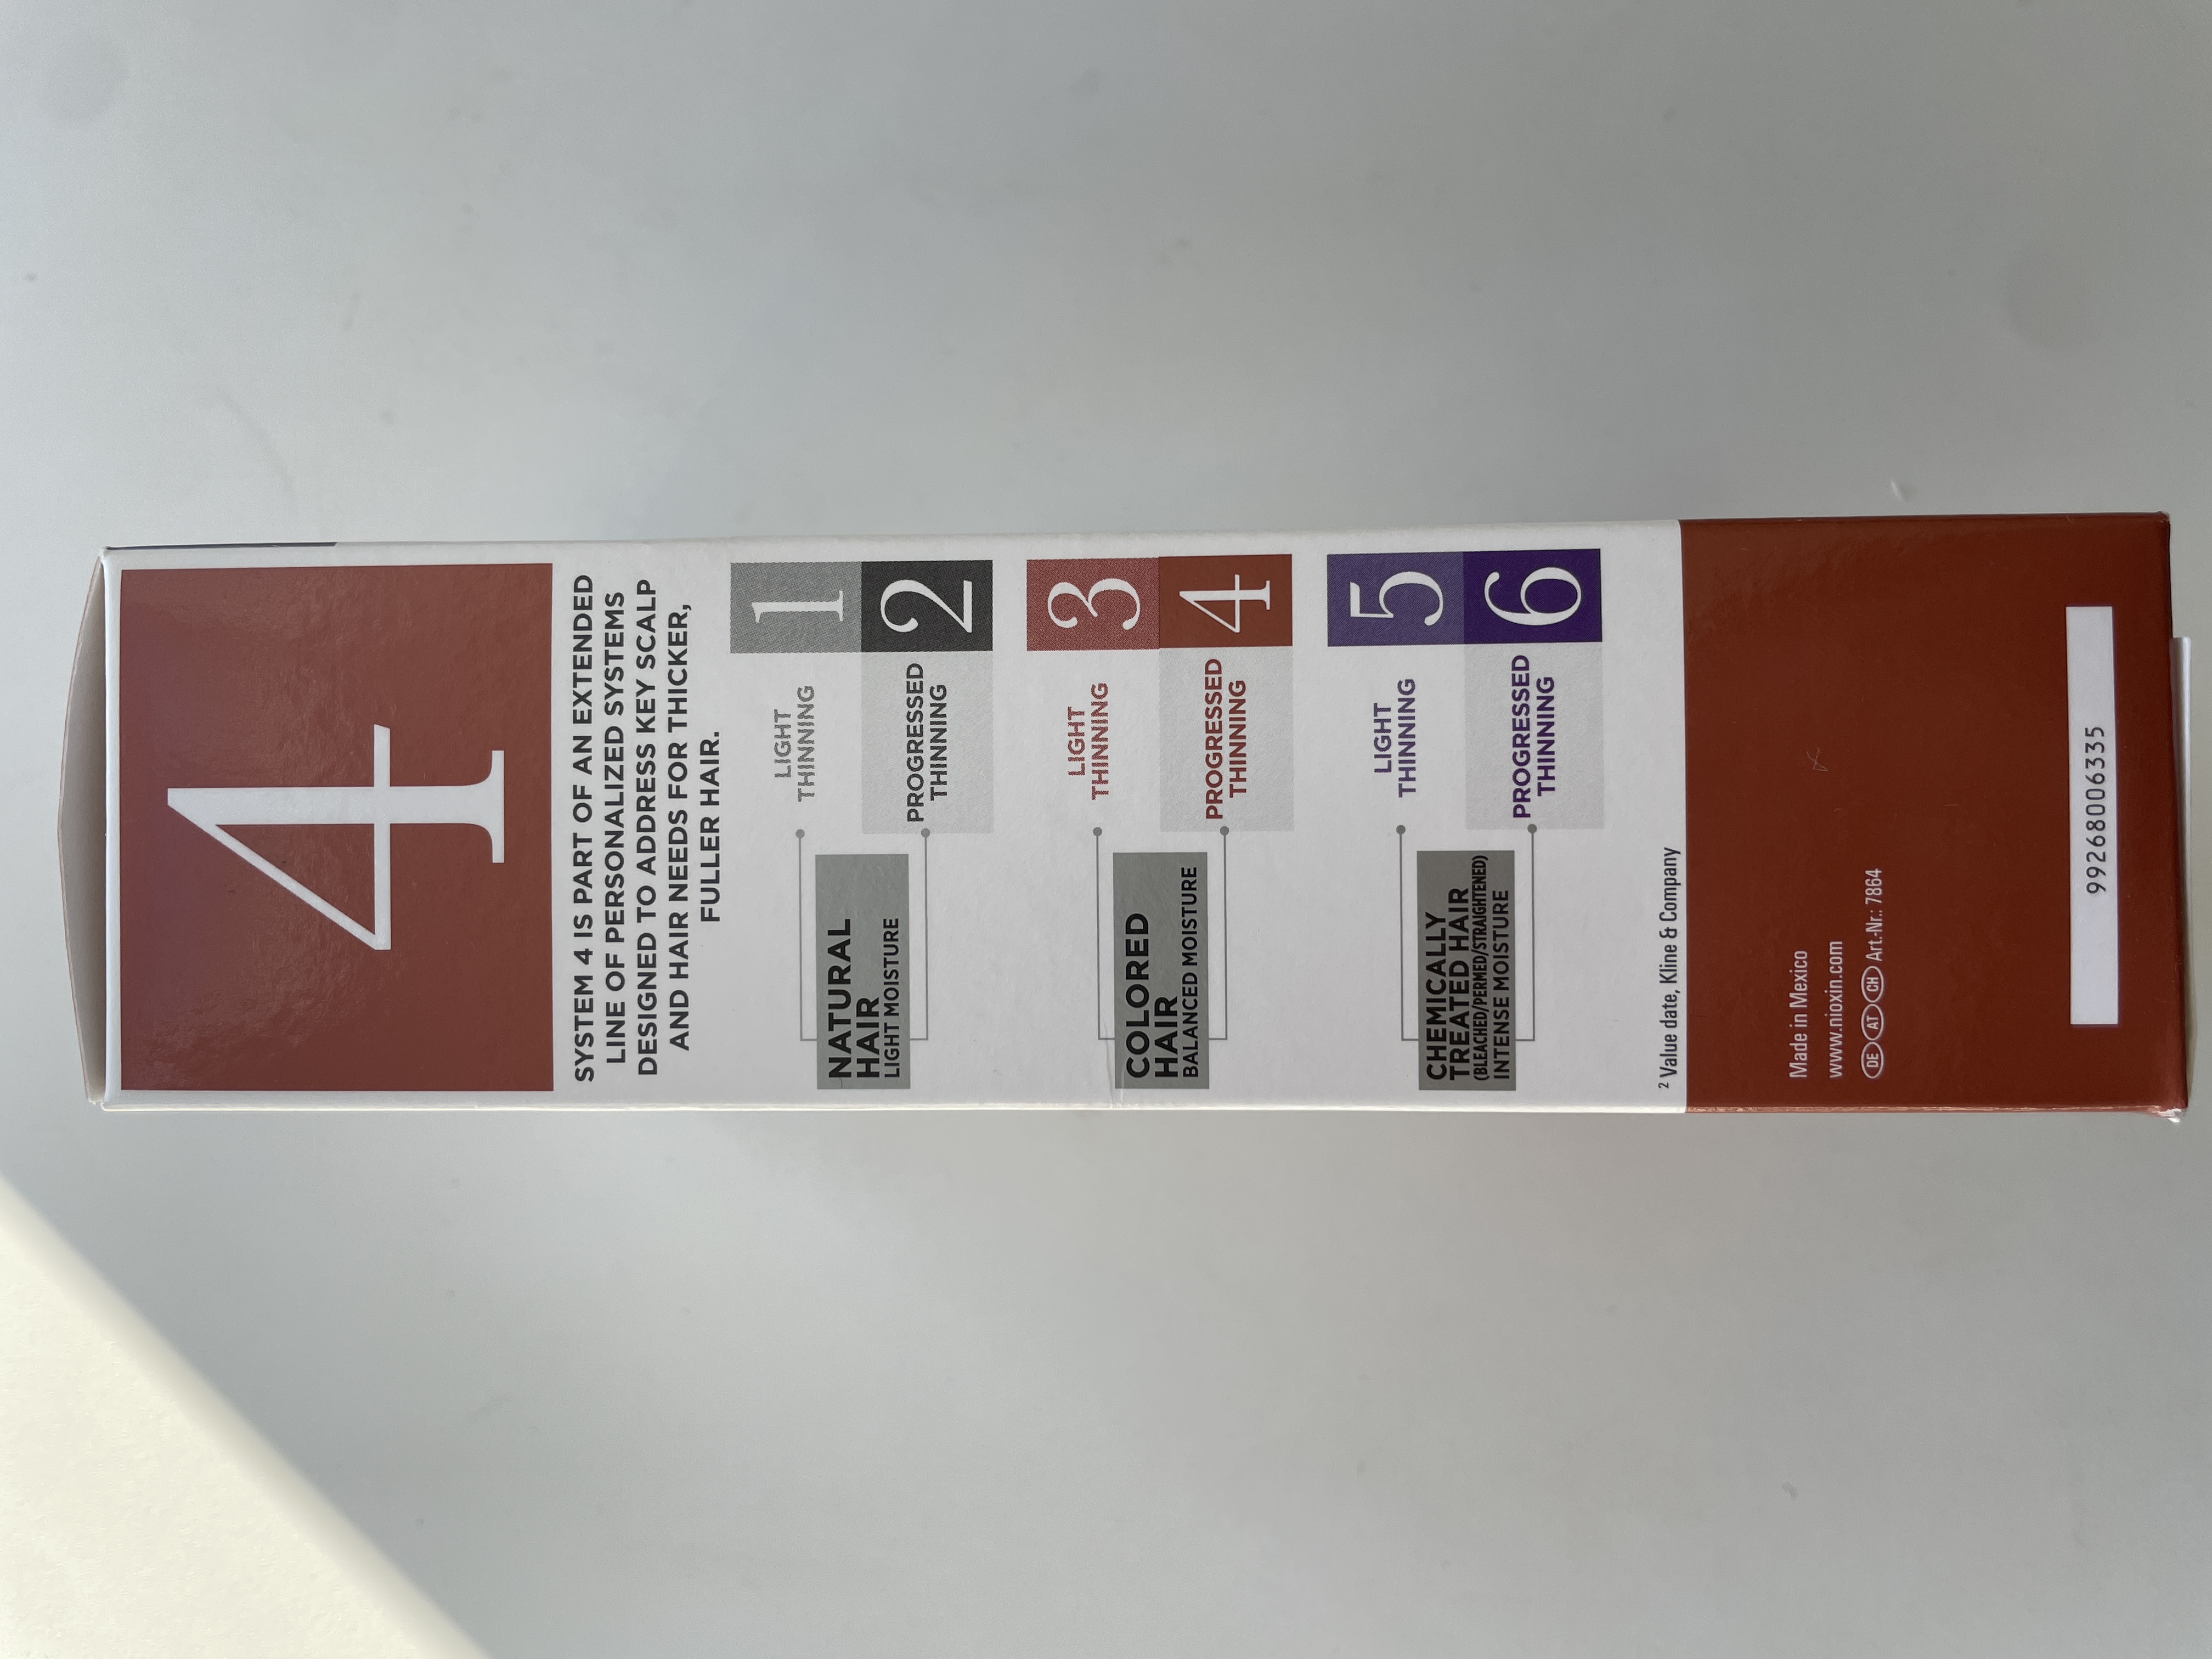 4
SYSTEM 4 IS PART OF AN EXTENDED
LINE OF PERSONALIZED SYSTEMS
DESIGNED TO ADDRESS KEY SCALP
AND HAIR NEEDS FOR THICKER,
FULLER HAIR.
NATURAL
HAIR
LIGHT MOISTURE
LIGHT
THINNING
1
PROGRESSED
THINNING
2
COLORED
HAIR
BALANCED MOISTURE
LIGHT
THINNING
3
PROGRESSED
THINNING
4
CHEMICALLY
TREATED HAIR
(BLEACHED/PERMED/STRAIGHTENED)
INTENSE MOISTURE
LIGHT
THINNING
5
PROGRESSED
THINNING
6
² Value date, Kline & Company
Made in Mexico
www.nioxin.com
DE AT CH Art.-Nr.: 7864
99268006335